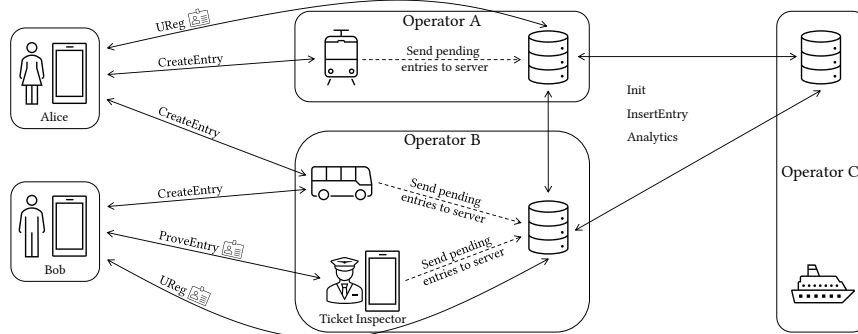 UReg
Operator A
CreateEntry
Send pending
entries to server
Alice
CreateEntry
Init
InsertEntry
Analytics
Operator B
Operator C
CreateEntry
Send pending
entries to server
ProveEntry
Send pending
entries to server
Bob
UReg
Ticket Inspector